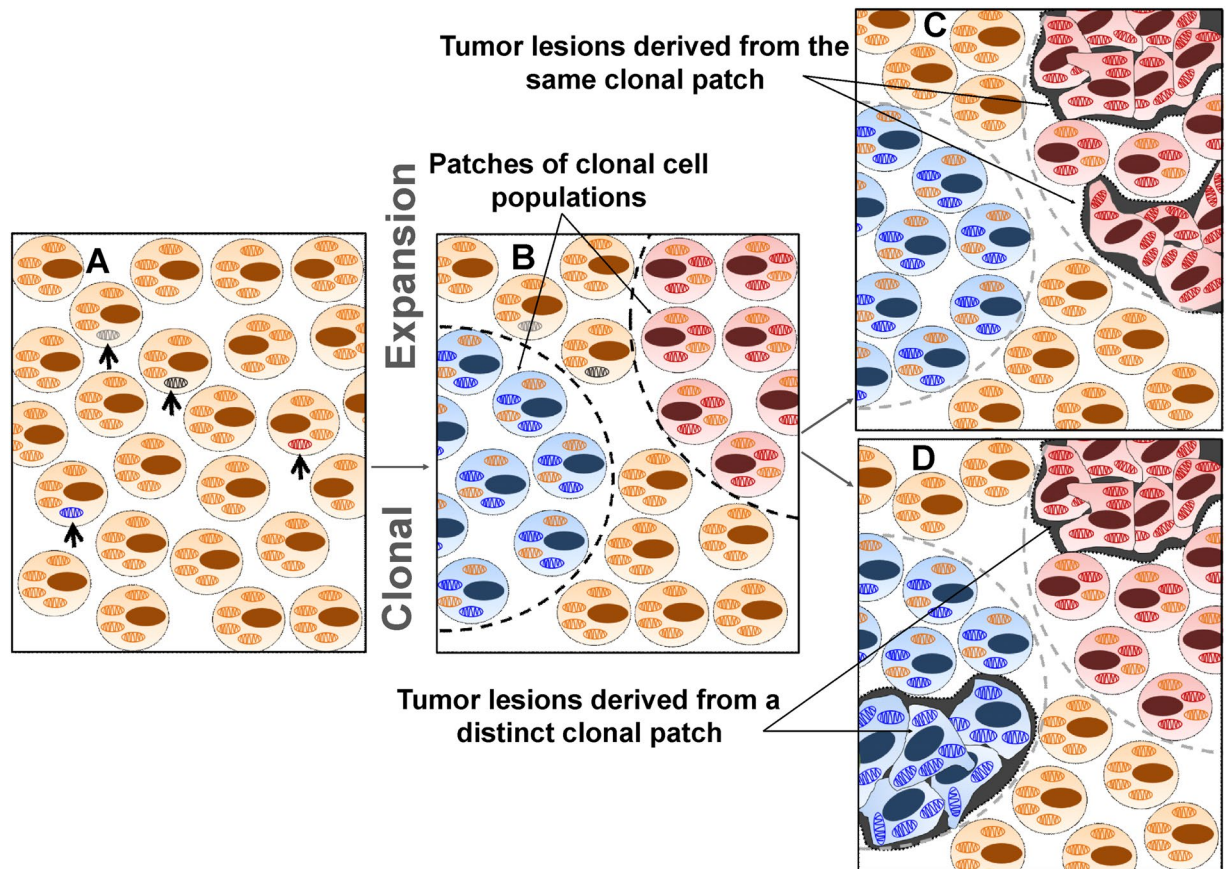 A
Clonal Expansion
Patches of clonal cell
populations
B
Tumor lesions derived from the
same clonal patch
C
Tumor lesions derived from a
distinct clonal patch
D